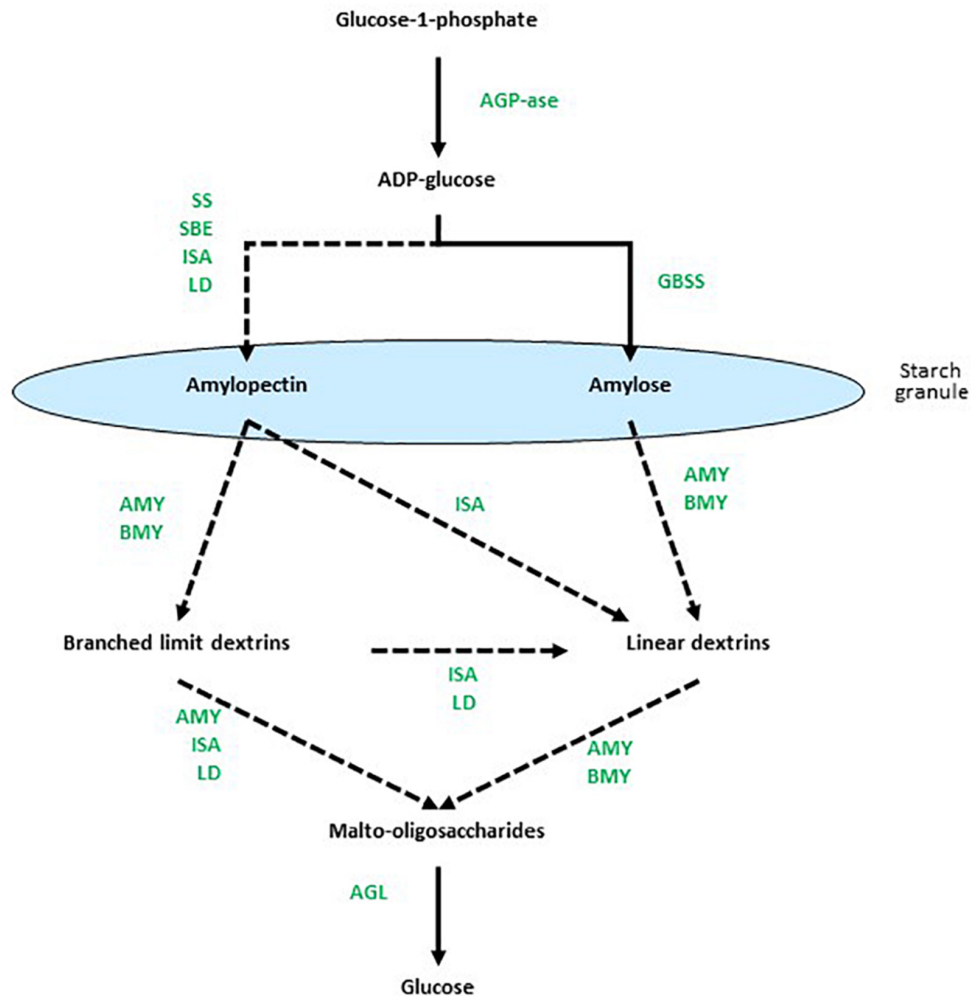 Glucose-1-phosphate
AGP-ase
ADP-glucose
SS
SBE
ISA
LD
GBSS
Amylopectin
Amylose
Starch
granule
AMY
BMY
ISA
AMY
BMY
Branched limit dextrins
Linear dextrins
ISA
LD
AMY
ISA
LD
AMY
BMY
Malto-oligosaccharides
AGL
Glucose